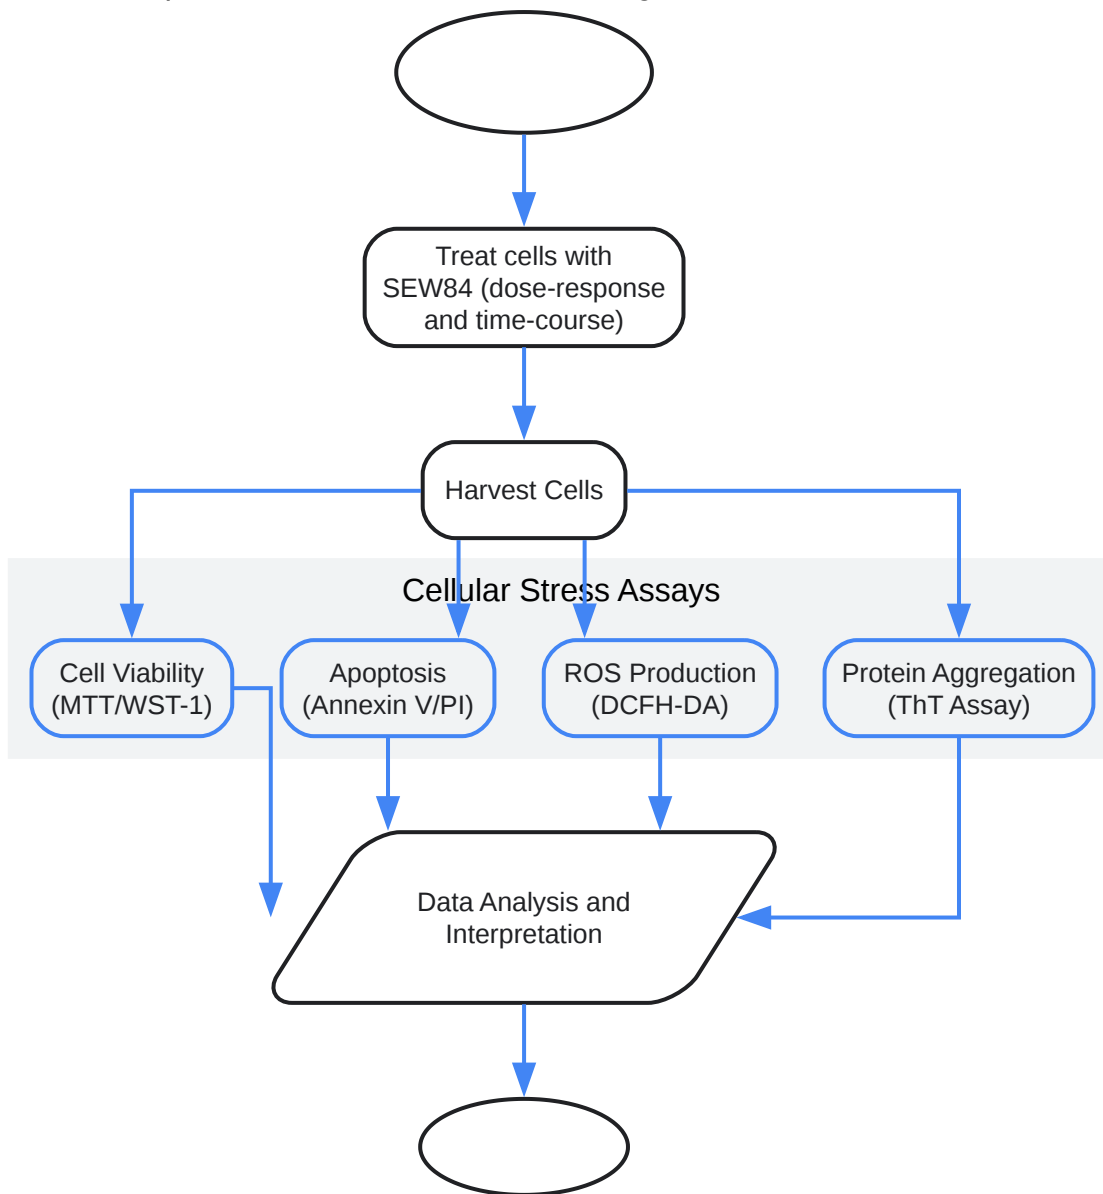 Treat cells with
SEW84 (dose-response
and time-course)
Harvest Cells
Cellular Stress Assays
Cell Viability
(MTT/WST-1)
Apoptosis
(Annexin V/PI)
ROS Production
(DCFH-DA)
Protein Aggregation
(ThT Assay)
Data Analysis and
Interpretation